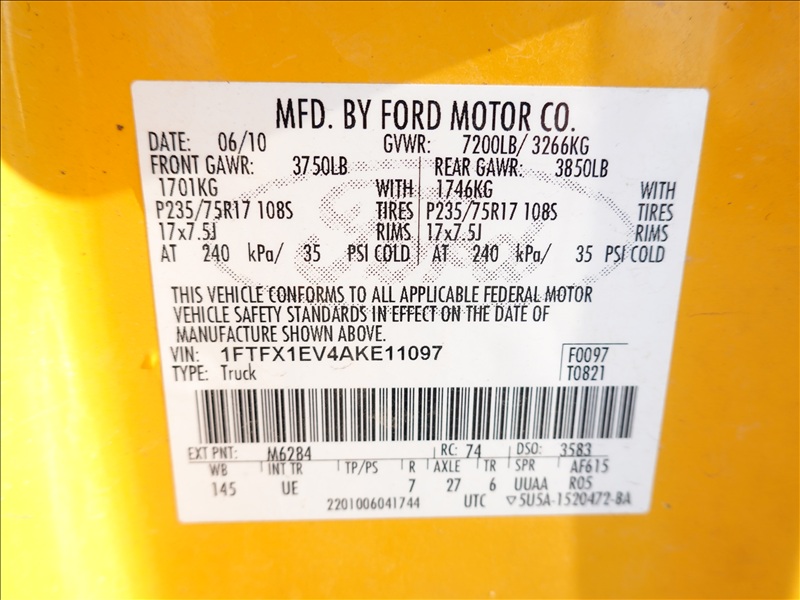 MFD. BY FORD MOTOR CO.
DATE: 06/10 GVWR: 7200LB/ 3266KG
FRONT GAWR: 3750LB REAR GAWR: 3850LB
1701KG WITH 1746KG WITH
P235/75R17 108S TIRES P235/75R17 108S TIRES
17x7.5J RIMS 17x7.5J RIMS
AT 240 kPa/ 35 PSI COLD AT 240 kPa/ 35 PSI COLD
THIS VEHICLE CONFORMS TO ALL APPLICABLE FEDERAL MOTOR
VEHICLE SAFETY STANDARDS IN EFFECT ON THE DATE OF
MANUFACTURE SHOWN ABOVE.
VIN: 1FTFX1EV4AKE11097 F0097
TYPE: Truck T0821
EXT PNT: M6284 RC: 74 DSO: 3583
WB INT TR TP/PS R AXLE TR SPR AF615
145 UE 7 27 6 UUAA R05
2201006041744 UTC ▽5U5A-1520472-BA